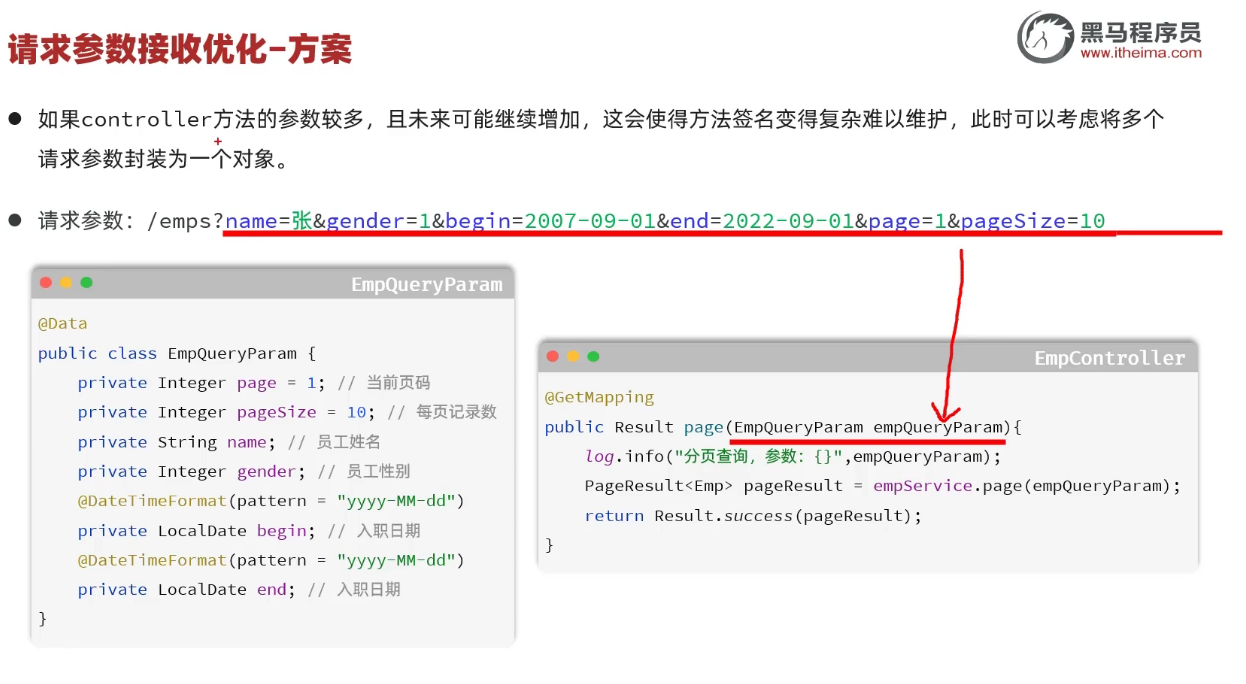 请求参数接收优化-方案
黑马程序员
www.itheima.com
如果controller方法的参数较多，且未来可能继续增加，这会使得方法签名变得复杂难以维护，此时可以考虑将多个
请求参数封装为一个对象。
请求参数：/emps?name=张&gender=1&begin=2007-09-01&end=2022-09-01&page=1&pageSize=10
EmpQueryParam
@Data
public class EmpQueryParam {
private Integer page = 1; // 当前页码
private Integer pageSize = 10; // 每页记录数
private String name; // 员工姓名
private Integer gender; // 员工性别
@DateTimeFormat(pattern = "yyyy-MM-dd")
private LocalDate begin; // 入职日期
@DateTimeFormat(pattern = "yyyy-MM-dd")
private LocalDate end; // 入职日期
}
EmpController
@GetMapping
public Result page(EmpQueryParam empQueryParam){
log.info("分页查询，参数：{}",empQueryParam);
PageResult<Emp> pageResult = empService.page(empQueryParam);
return Result.success(pageResult);
}